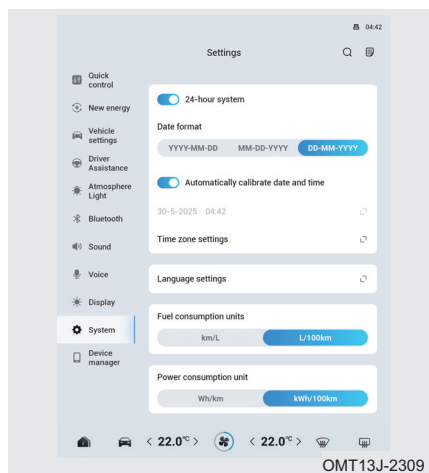 04:42
Settings
Quick
control
New energy
Vehicle
settings
Driver
Assistance
Atmosphere
Light
Bluetooth
Sound
Voice
Display
System
Device
manager
24-hour system
Date format
YYYY-MM-DD MM-DD-YYYY DD-MM-YYYY
Automatically calibrate date and time
30-5-2025 04:42
Time zone settings
Language settings
Fuel consumption units
km/L L/100km
Power consumption unit
Wh/km kWh/100km
< 22.0°C > < 22.0°C >
OMT13J-2309